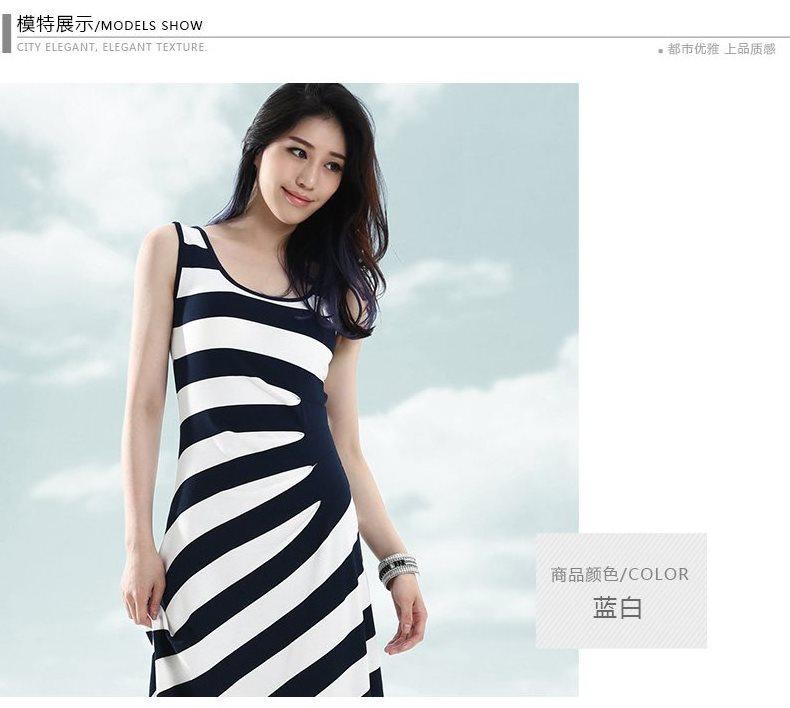 模特展示/MODELS SHOW
CITY ELEGANT, ELEGANT TEXTURE.
都市优雅 上品质感
商品颜色/COLOR
蓝白